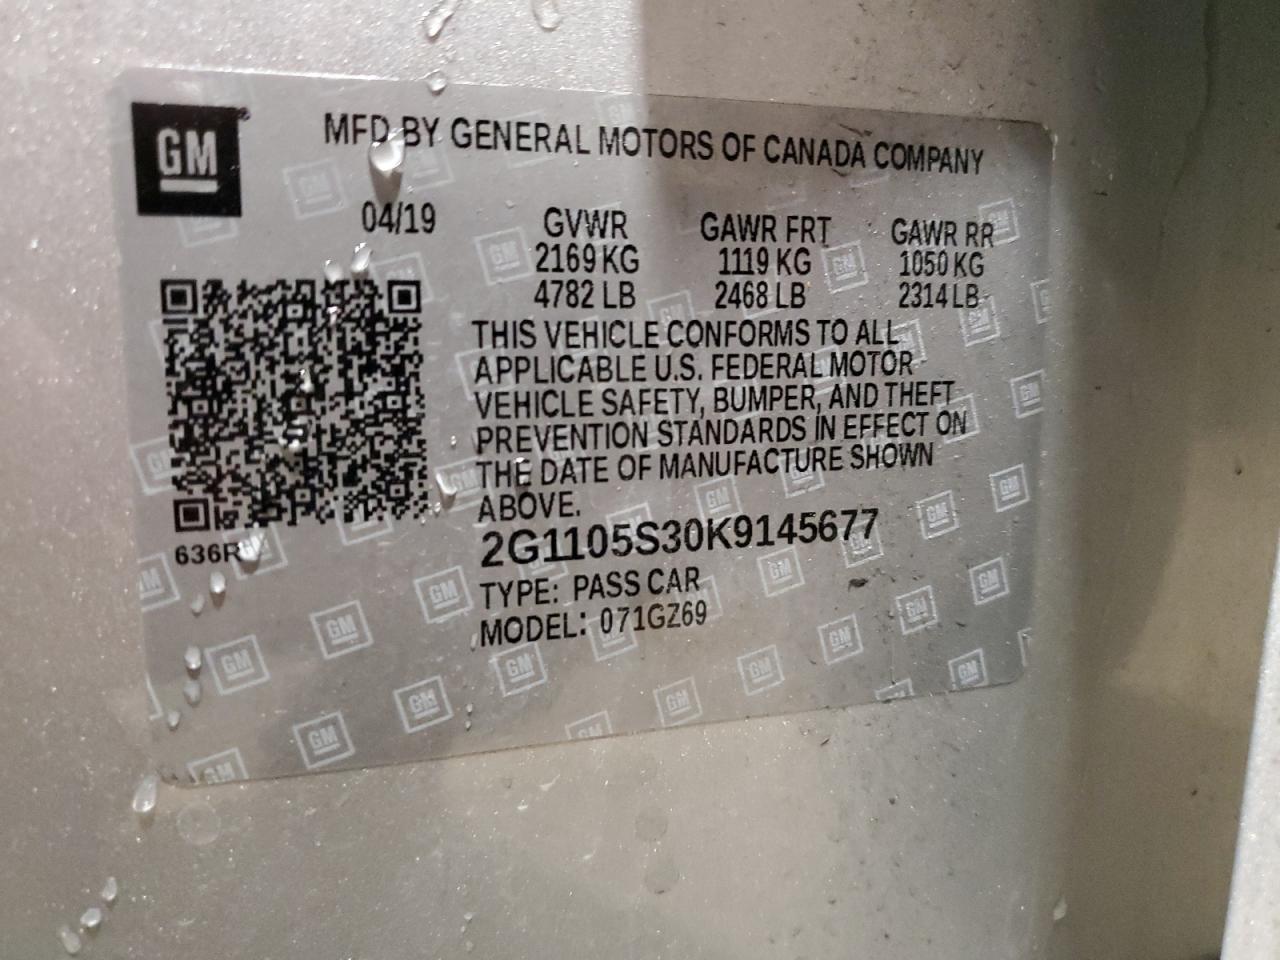 GM
MFD BY GENERAL MOTORS OF CANADA COMPANY
04/19
GVWR GAWR FRT GAWR RR
2169 KG 1119 KG 1050 KG
4782 LB 2468 LB 2314 LB
THIS VEHICLE CONFORMS TO ALL
APPLICABLE U.S. FEDERAL MOTOR
VEHICLE SAFETY, BUMPER, AND THEFT
PREVENTION STANDARDS IN EFFECT ON
THE DATE OF MANUFACTURE SHOWN
ABOVE.
636R
2G1105S30K9145677
TYPE: PASS CAR
MODEL: 071GZ69